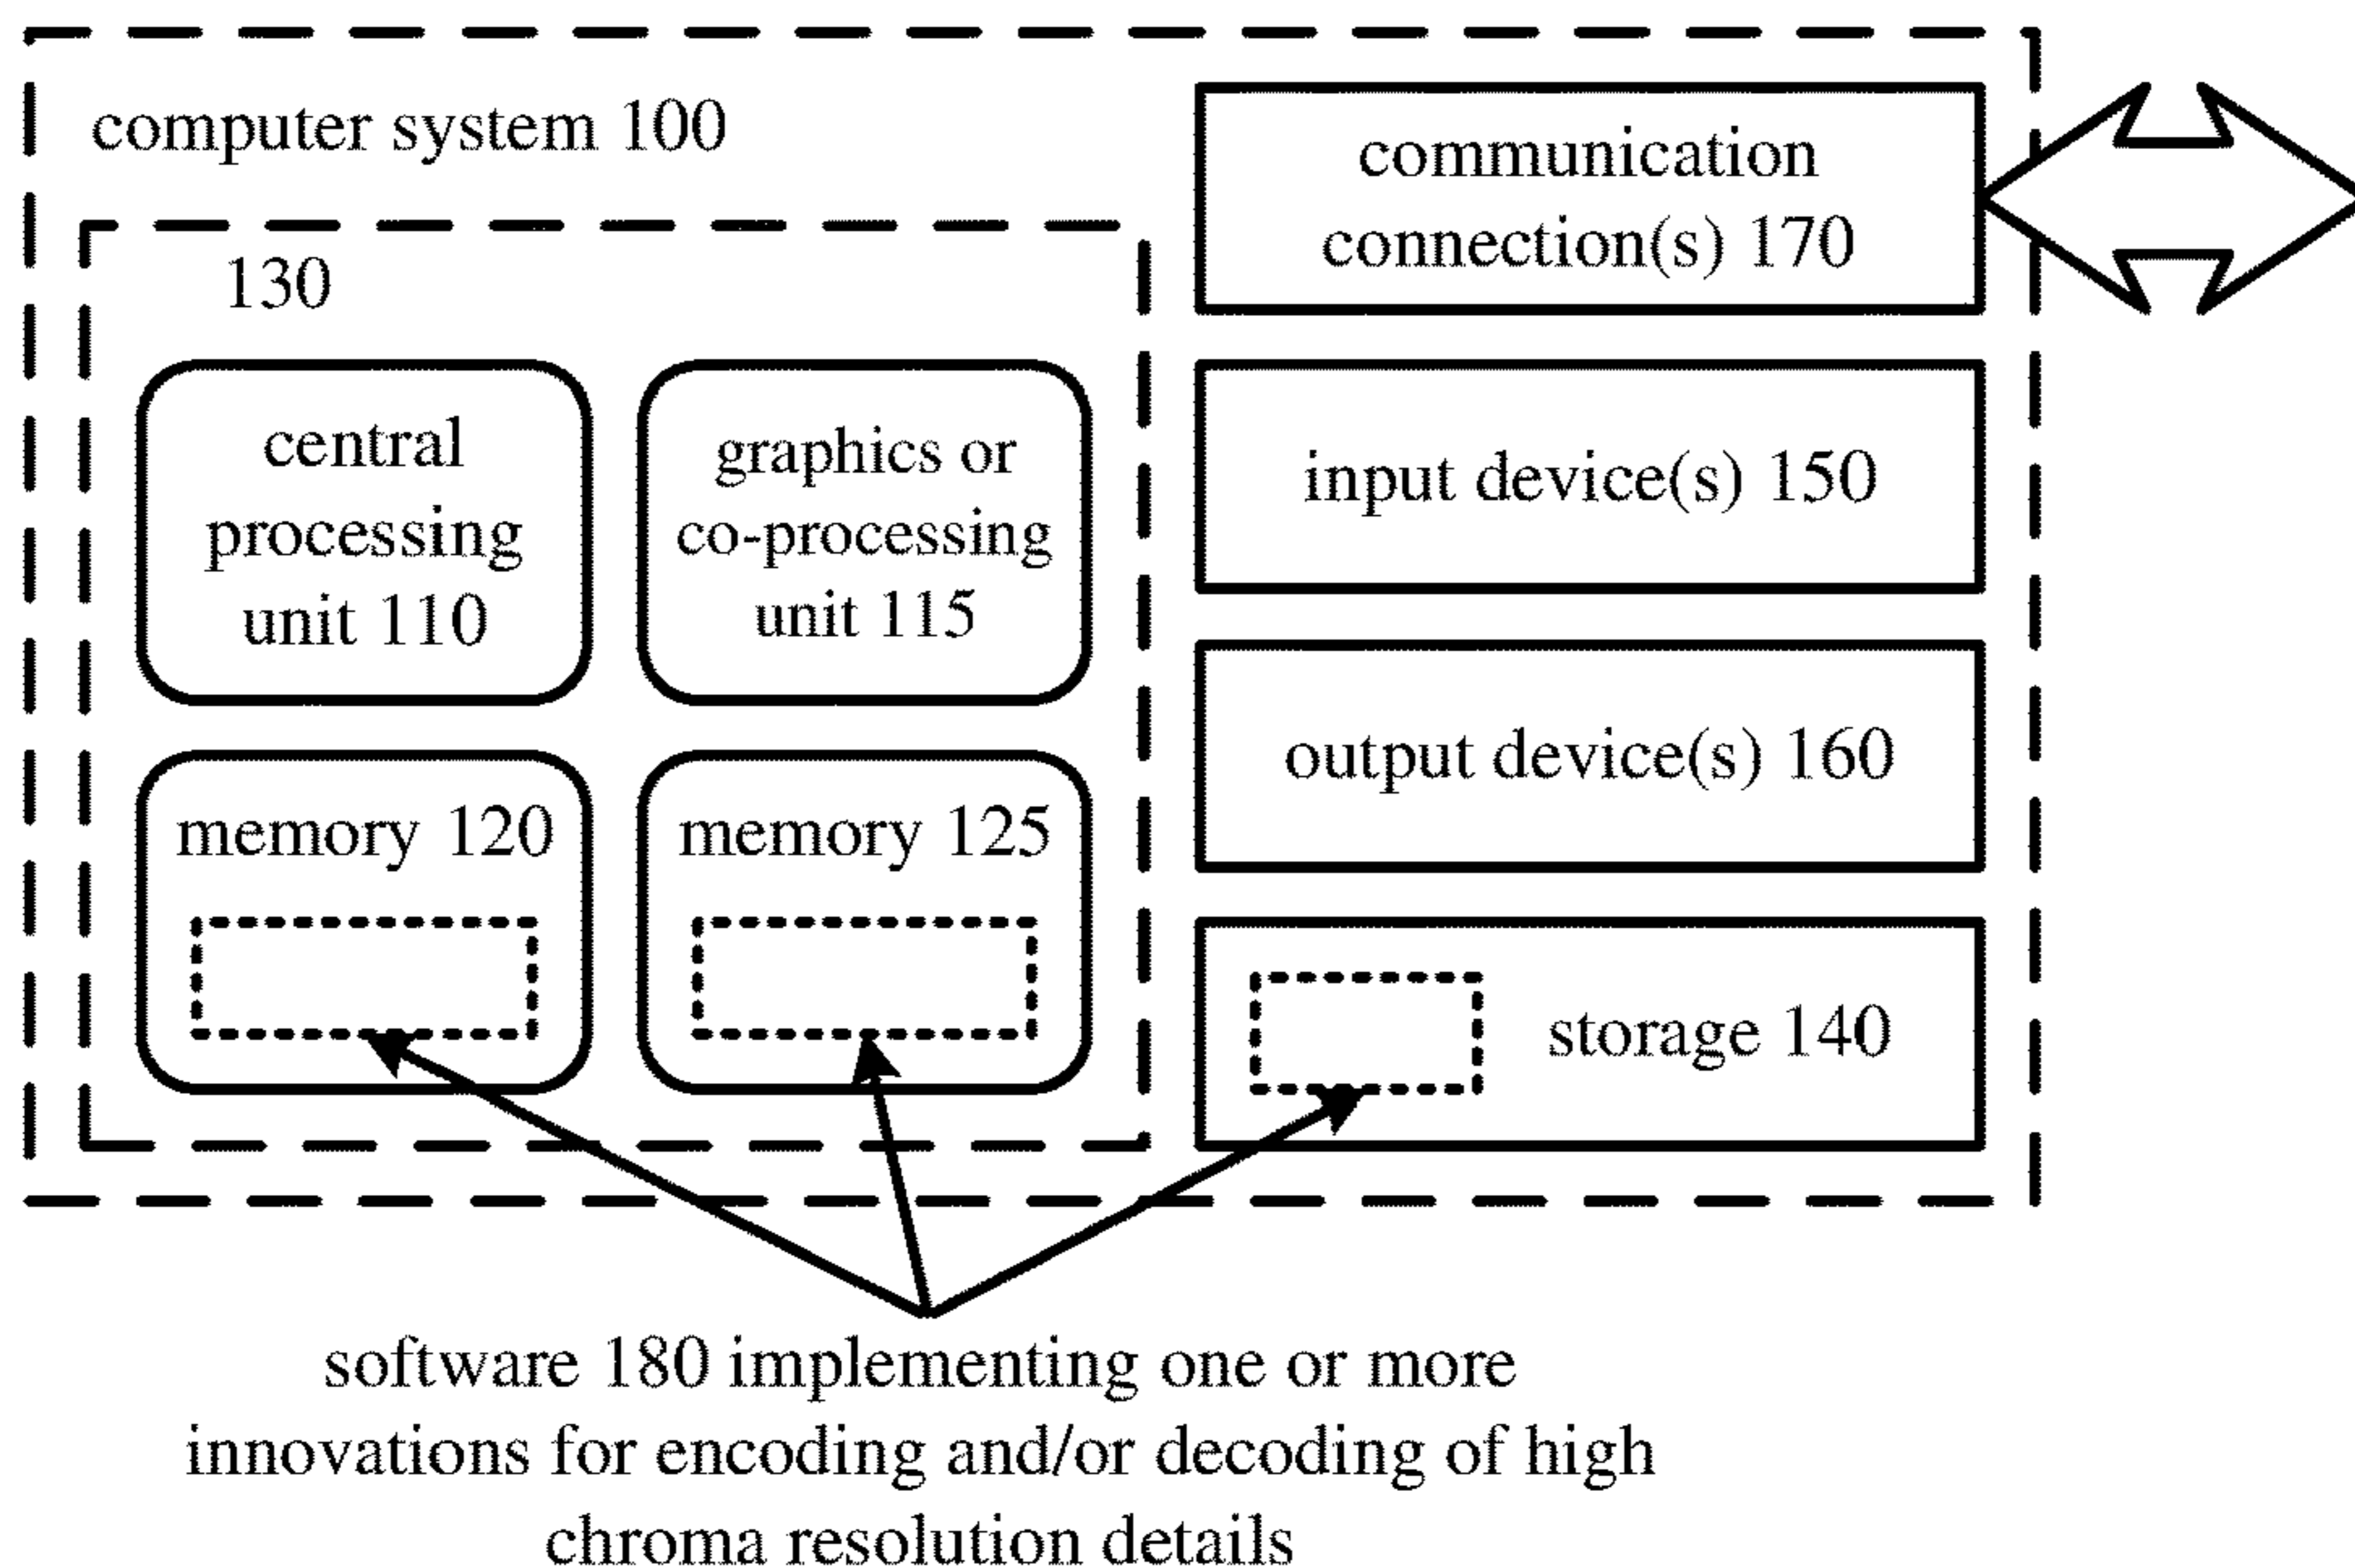 computer system 100
130
central
processing
unit 110
graphics or
co-processing
unit 115
memory 120
memory 125
communication
connection(s) 170
input device(s) 150
output device(s) 160
storage 140
software 180 implementing one or more
innovations for encoding and/or decoding of high
chroma resolution details